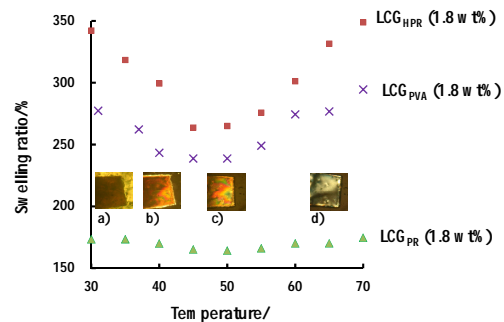 350
300
250
200
150
30
40
50
60
70
Swelling ratio/%
Temperature/
LCG_HPR (1.8 wt%)
LCG_PVA (1.8 wt%)
LCG_PR (1.8 wt%)
a)
b)
c)
d)